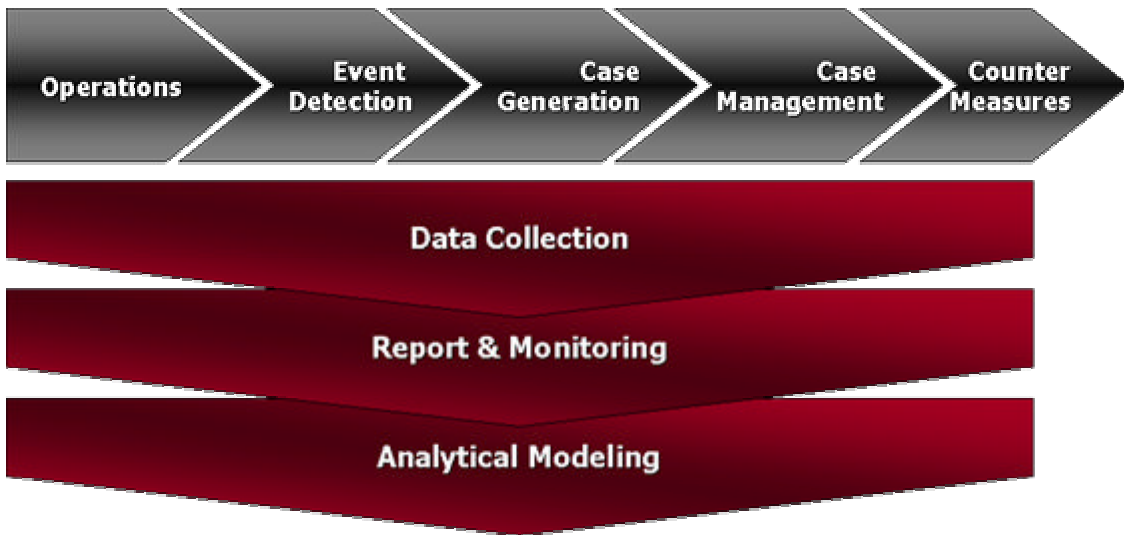 Operations
Event
Detection
Case
Generation
Case
Management
Counter
Measures
Data Collection
Report & Monitoring
Analytical Modeling